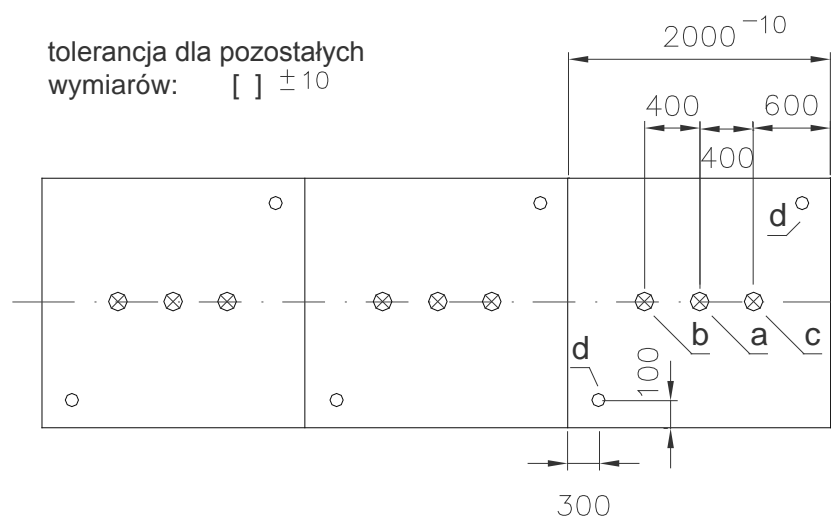 tolerancja dla pozostałych
wymiarów: [ ] ±10
2000 -10
400
600
400
d
b
a
c
d
100
300